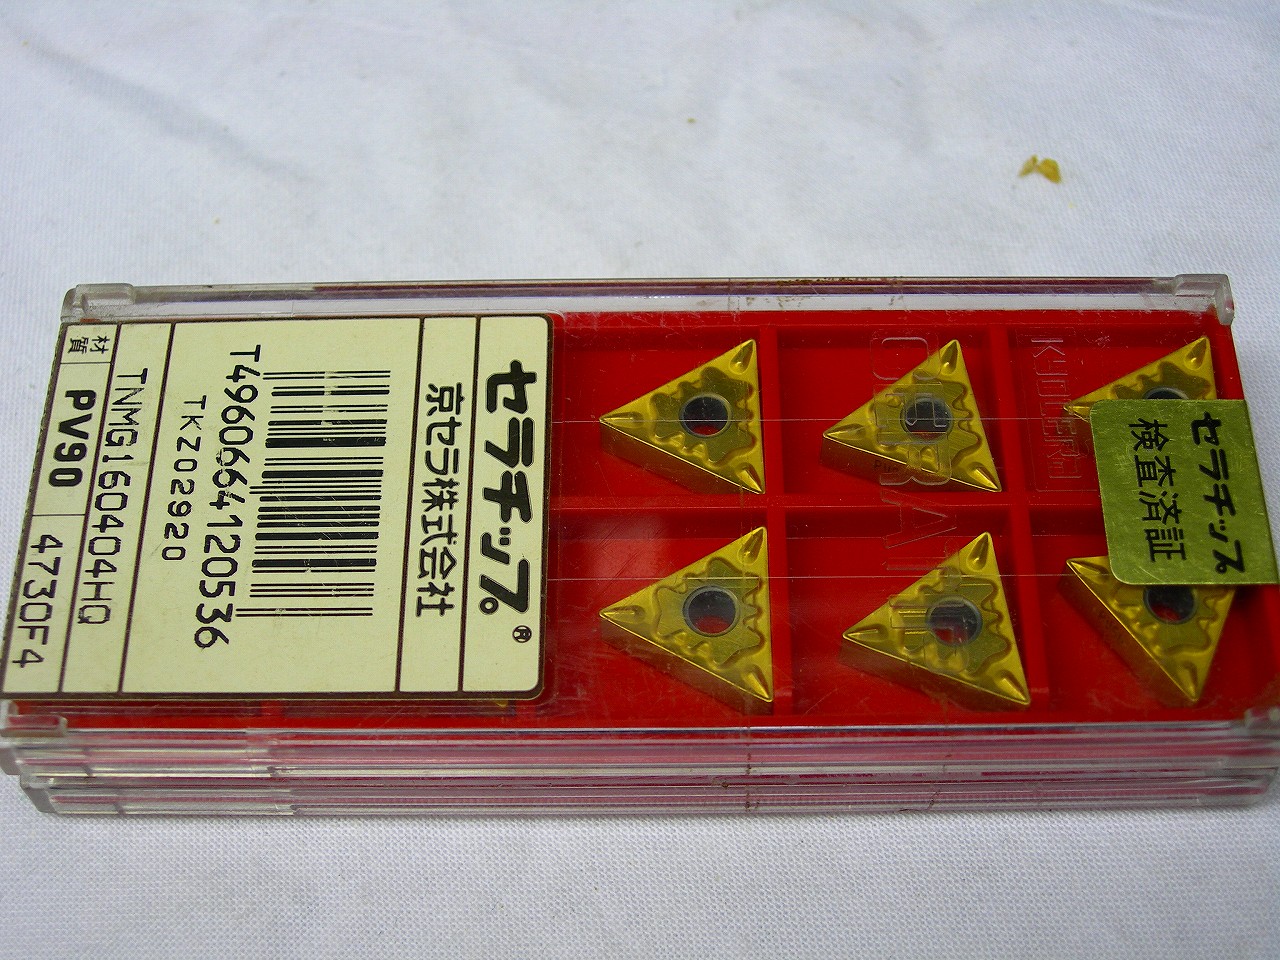 セラチップ®
京セラ株式会社
T4960664120536
TKZ02920
TNMG160404HQ
材質 PV90 4730F4
KYOCERA
CERATIP
セラチップ
検査済証